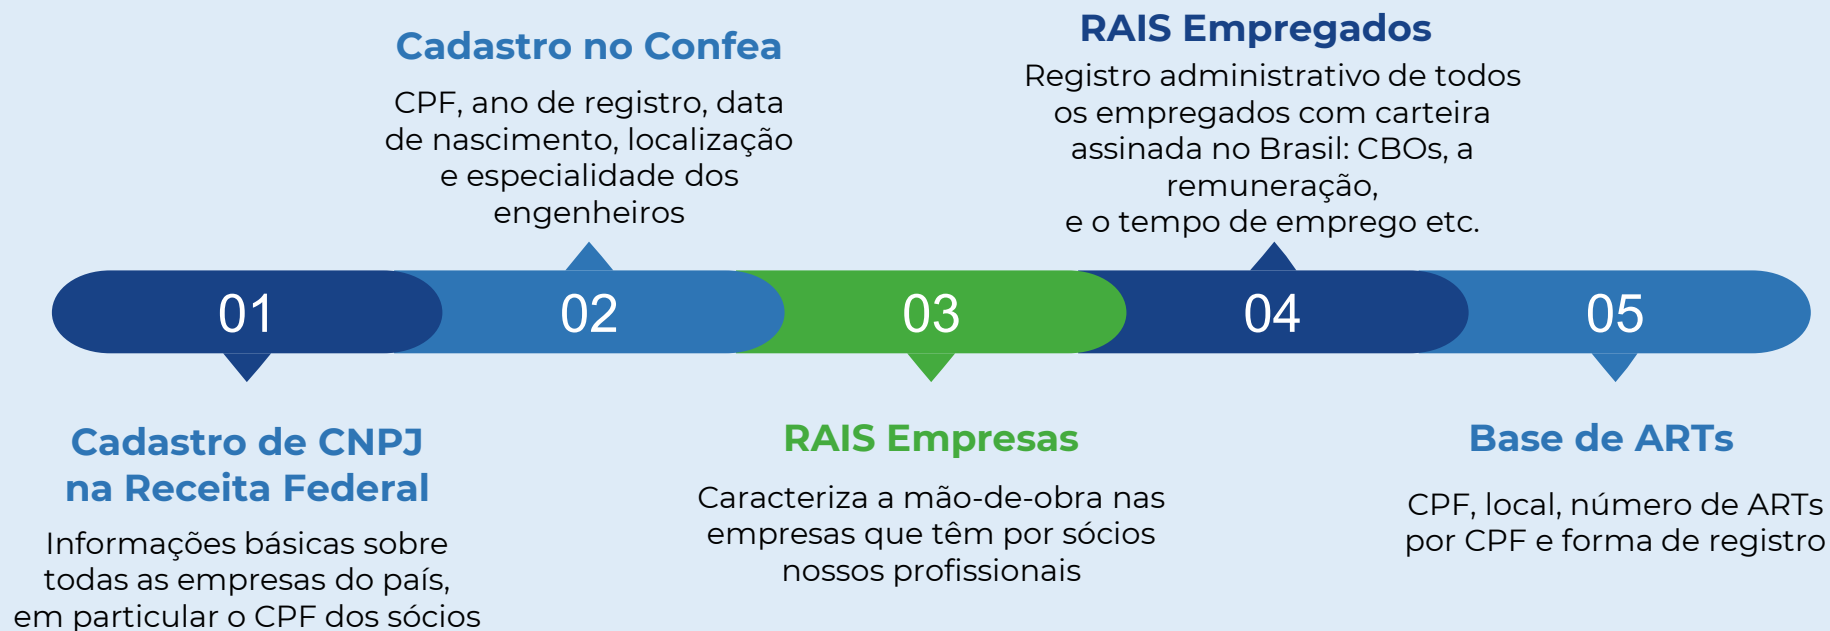 01
Cadastro de CNPJ
na Receita Federal
Informações básicas sobre
todas as empresas do país,
em particular o CPF dos sócios
02
Cadastro no Confea
CPF, ano de registro, data
de nascimento, localização
e especialidade dos
engenheiros
03
RAIS Empresas
Caracteriza a mão-de-obra nas
empresas que têm por sócios
nossos profissionais
04
RAIS Empregados
Registro administrativo de todos
os empregados com carteira
assinada no Brasil: CBOs, a
remuneração,
e o tempo de emprego etc.
05
Base de ARTs
CPF, local, número de ARTs
por CPF e forma de registro